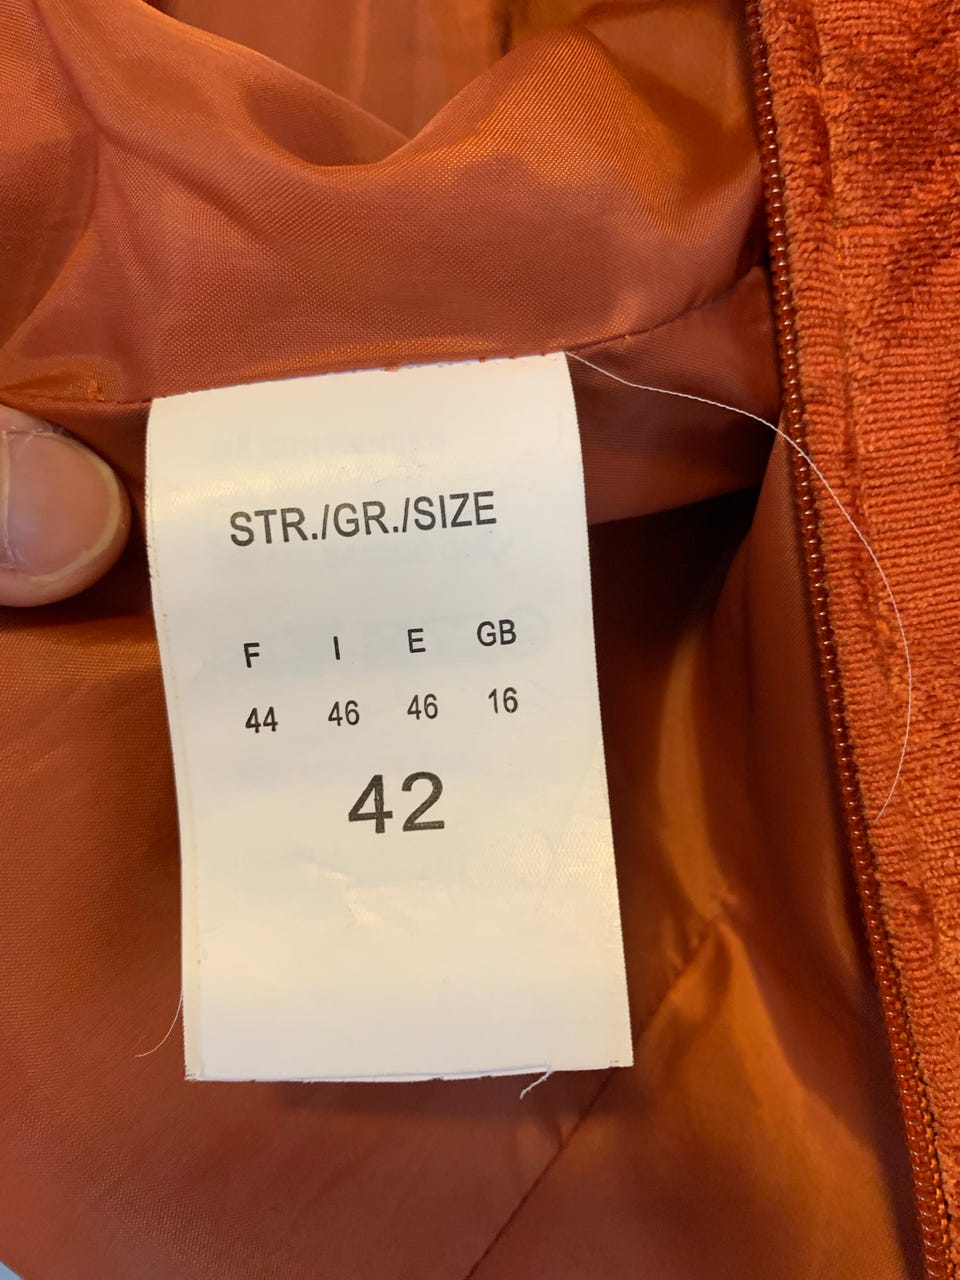 STR./GR./SIZE
F I E GB
44 46 46 16
42